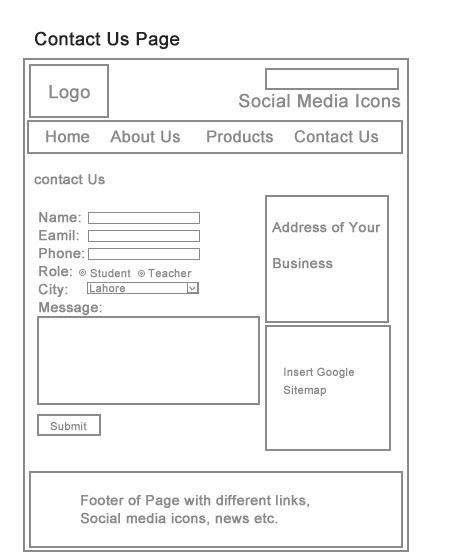 Contact Us Page
Logo
Social Media Icons
Home About Us Products Contact Us
contact Us
Name:
Eamil:
Phone:
Role: Student Teacher
City: Lahore
Message:
Submit
Address of Your
Business
Insert Google
Sitemap
Footer of Page with different links,
Social media icons, news etc.